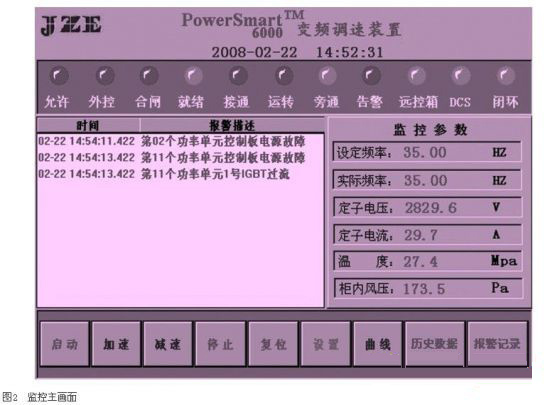 JZE
PowerSmart™ 6000 变频调速装置
2008-02-22 14:52:31
允许 外控 合闸 就绪 接通 运转 旁通 告警 远控箱 DCS 闭环
时间 报警描述
02-22 14:54:11.422 第02个功率单元控制板电源故障
02-22 14:54:13.422 第11个功率单元控制板电源故障
02-22 14:54:13.422 第11个功率单元1号IGBT过流
监控参数
设定频率: 35.00 HZ
实际频率: 35.00 HZ
定子电压: 2829.6 V
定子电流: 29.7 A
温 度: 27.4 Mpa
柜内风压: 173.5 Pa
启动 加速 减速 停止 复位 设置 曲线 历史数据 报警记录
图2 监控主画面